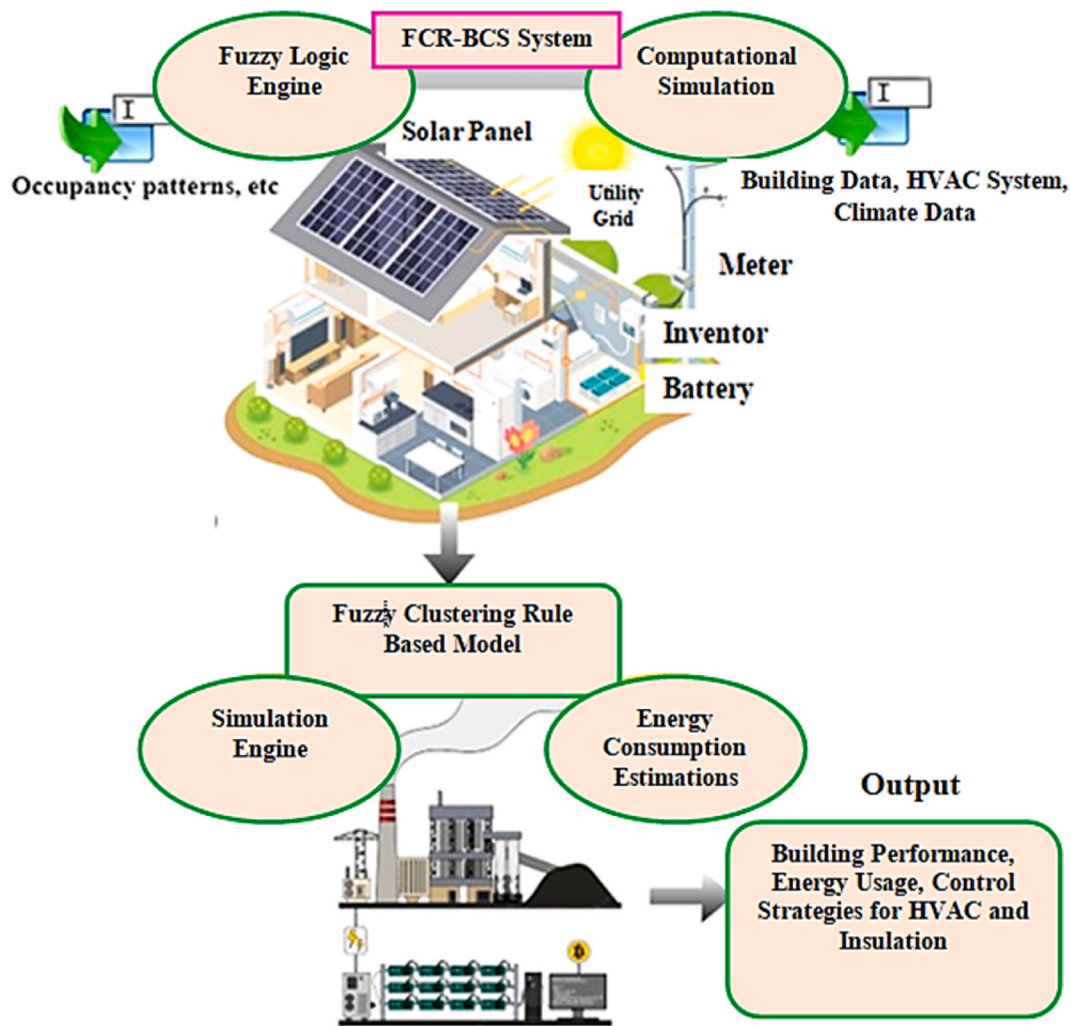 FCR-BCS System
Fuzzy Logic
Engine
Computational
Simulation
I
I
Solar Panel
Occupancy patterns, etc
Utility
Grid
Building Data, HVAC System,
Climate Data
Meter
Inventor
Battery
Fuzzy Clustering Rule
Based Model
Simulation
Engine
Energy
Consumption
Estimations
Output
Building Performance,
Energy Usage, Control
Strategies for HVAC and
Insulation